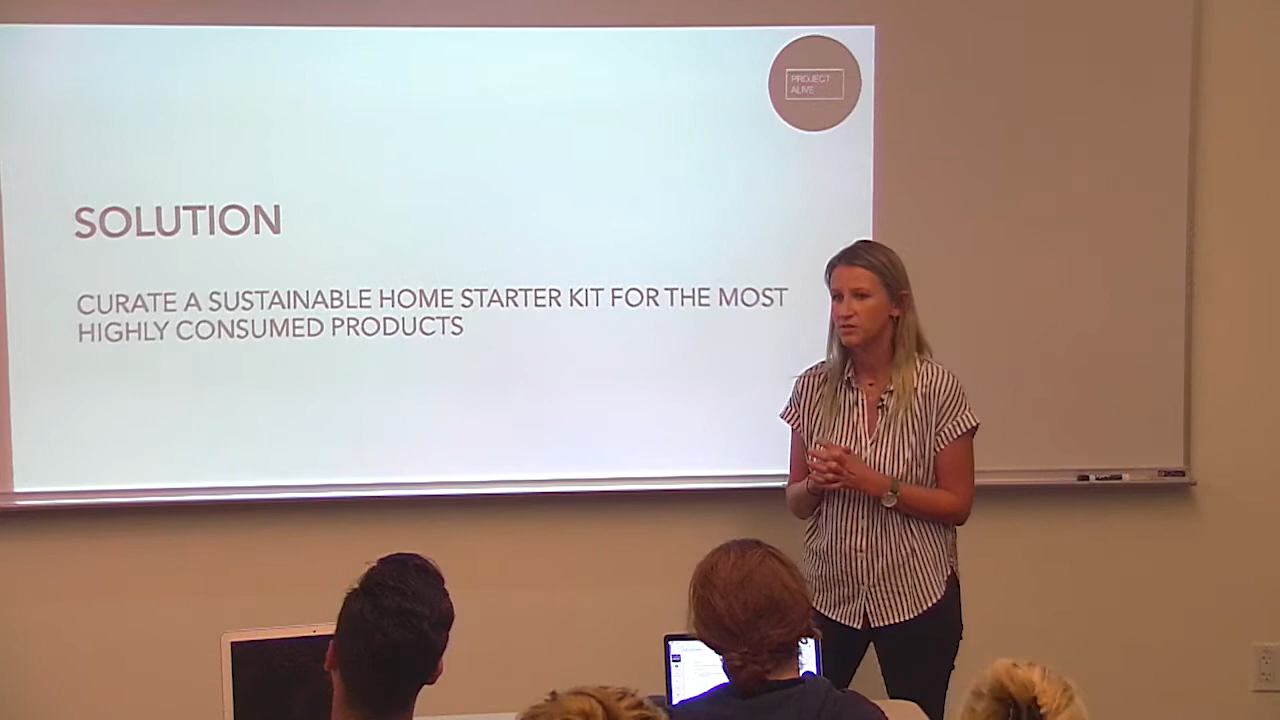 PROJECT
ALIVE
SOLUTION
CURATE A SUSTAINABLE HOME STARTER KIT FOR THE MOST
HIGHLY CONSUMED PRODUCTS